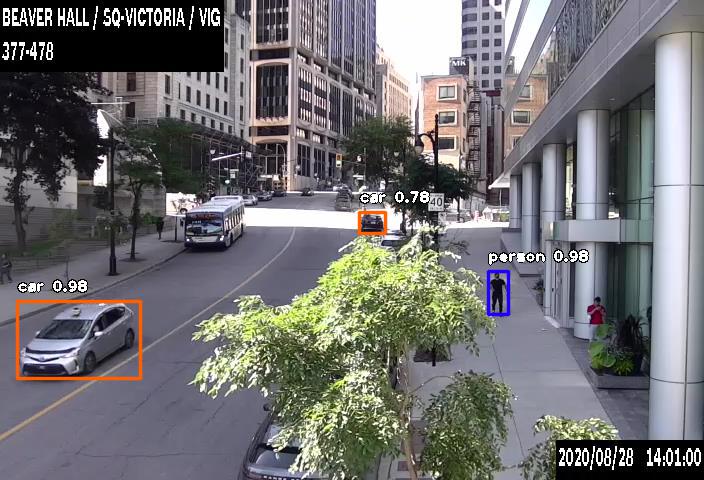 BEAVER HALL / SQ-VICTORIA / VIG
377-478
MK
car 0.78
40
person 0.98
car 0.98
2020/08/28 14:01:00